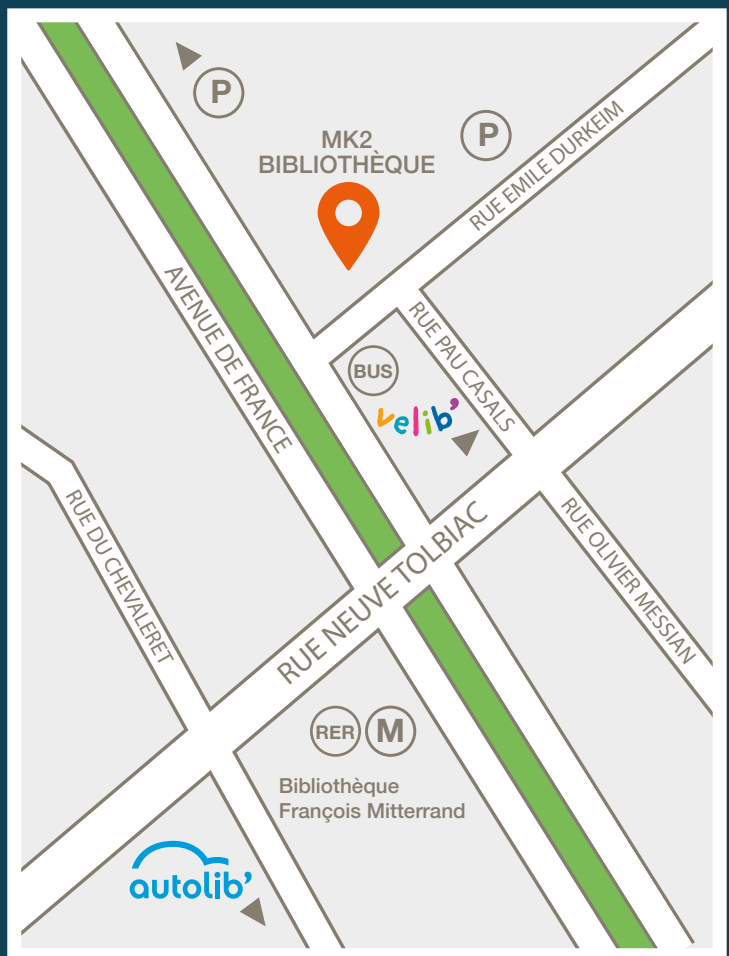 P
P
MK2
BIBLIOTHÈQUE
RUE EMILE DURKEIM
AVENUE DE FRANCE
RUE PAU CASALS
BUS
velib'
RUE DU CHEVALERET
RUE NEUVE TOLBIAC
RUE OLIVIER MESSIAN
RER M
Bibliothèque
François Mitterrand
autolib'